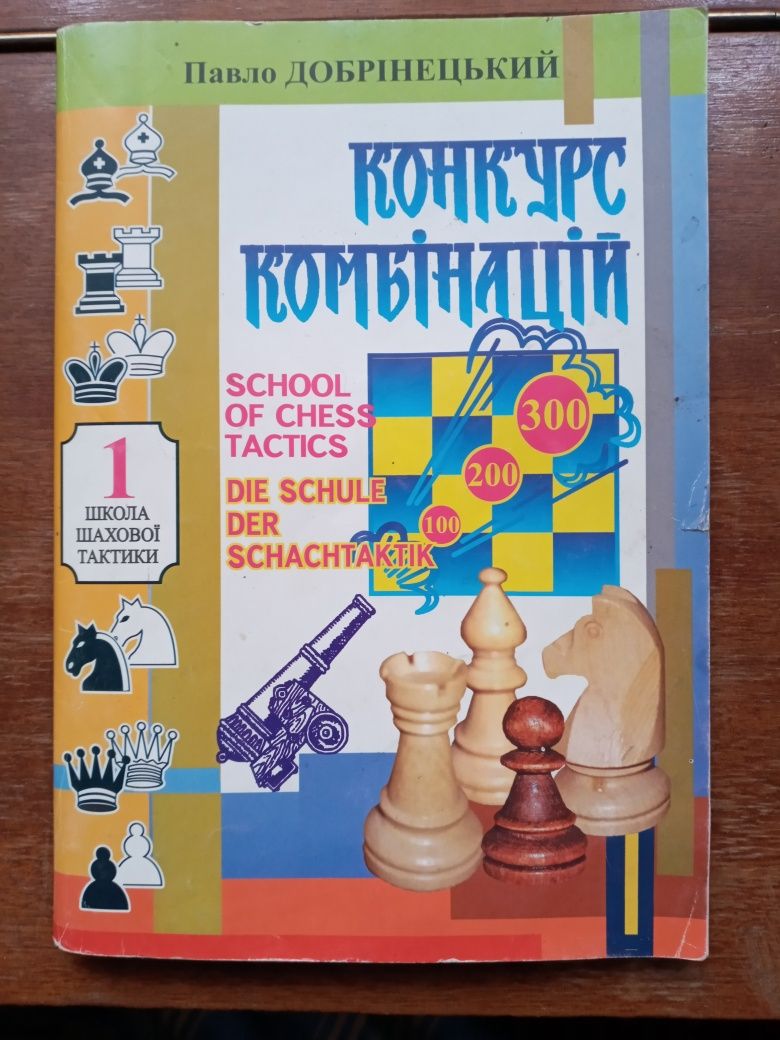 Павло ДОБРІНЕЦЬКИЙ
КОНКУРС
КОМБІНАЦІЙ
SCHOOL
OF CHESS
TACTICS
DIE SCHULE
DER
SCHACHTAKTIK
300
200
100
1
ШКОЛА
ШАХОВОЇ
ТАКТИКИ